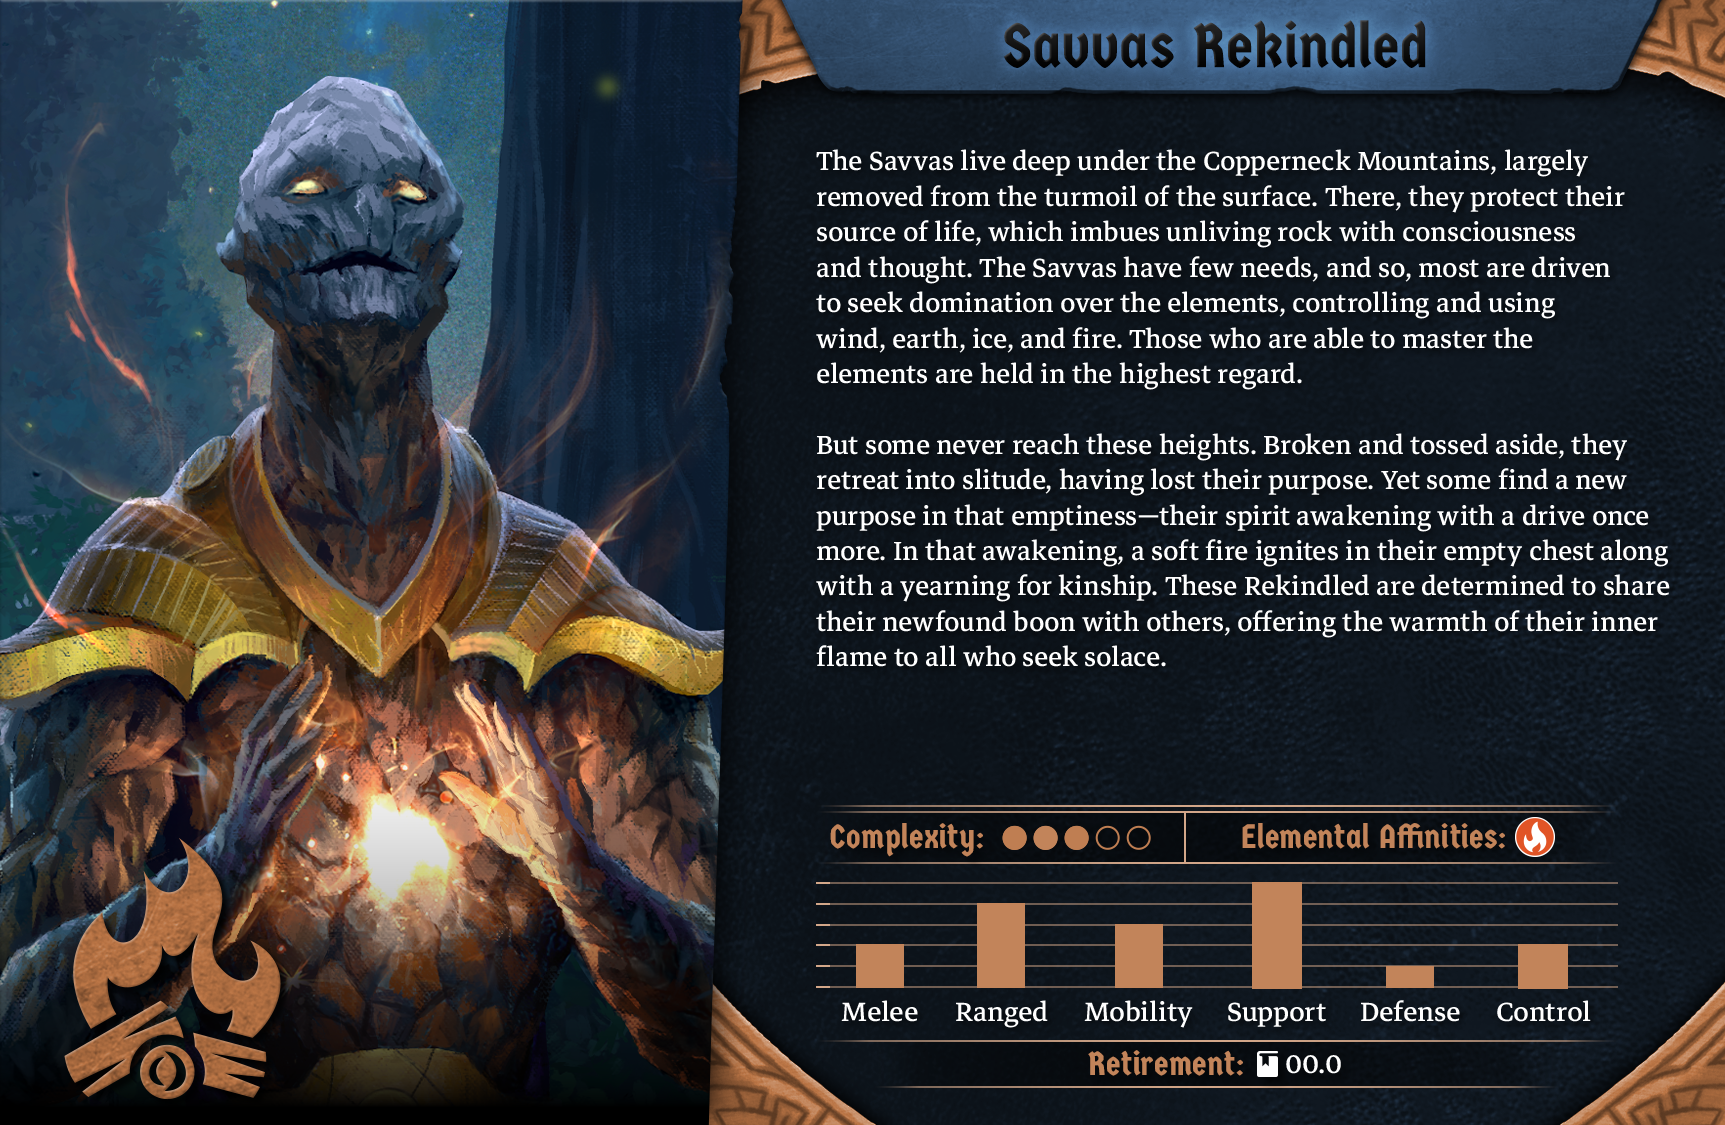 Savvas Rekindled
The Savvas live deep under the Copperneck Mountains, largely
removed from the turmoil of the surface. There, they protect their
source of life, which imbues unliving rock with consciousness
and thought. The Savvas have few needs, and so, most are driven
to seek domination over the elements, controlling and using
wind, earth, ice, and fire. Those who are able to master the
elements are held in the highest regard.
But some never reach these heights. Broken and tossed aside, they
retreat into slitude, having lost their purpose. Yet some find a new
purpose in that emptiness—their spirit awakening with a drive once
more. In that awakening, a soft fire ignites in their empty chest along
with a yearning for kinship. These Rekindled are determined to share
their newfound boon with others, offering the warmth of their inner
flame to all who seek solace.
Complexity: Elemental Affinities:
Melee Ranged Mobility Support Defense Control
Retirement: 00.0